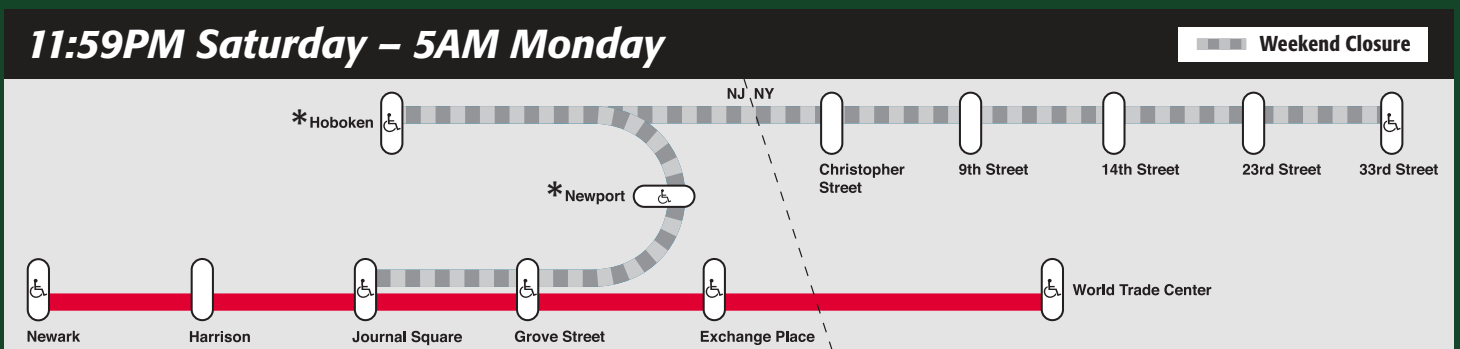 11:59PM Saturday – 5AM Monday
Weekend Closure
NJ NY
*Hoboken
Christopher
Street
9th Street
14th Street
23rd Street
33rd Street
*Newport
World Trade Center
Newark
Harrison
Journal Square
Grove Street
Exchange Place